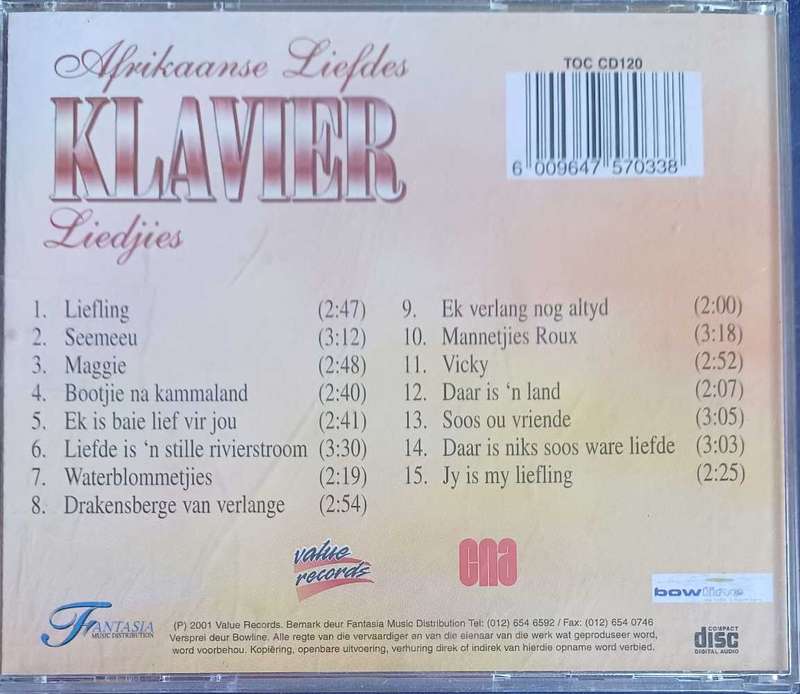 Afrikaanse Liefdes
KLAVIER
Liedjies
TOC CD120
6 009647 570338
1. Liefling (2:47)
2. Seemeeu (3:12)
3. Maggie (2:48)
4. Bootjie na kammaland (2:40)
5. Ek is baie lief vir jou (2:41)
6. Liefde is ‘n stille rivierstroom (3:30)
7. Waterblommetjies (2:19)
8. Drakensberge van verlange (2:54)
9. Ek verlang nog altyd (2:00)
10. Mannetjies Roux (3:18)
11. Vicky (2:52)
12. Daar is ‘n land (2:07)
13. Soos ou vriende (3:05)
14. Daar is niks soos ware liefde (3:03)
15. Jy is my liefling (2:25)
value
records
cna
bowline
FANTASIA
MUSIC DISTRIBUTION
(P) 2001 Value Records. Bemark deur Fantasia Music Distribution Tel: (012) 654 6592 / Fax: (012) 654 0746
Versprei deur Bowline. Alle regte van die vervaardiger en van die eienaar van die werk wat geproduseer word,
word voorbehou. Kopiëring, openbare uitvoering, verhuring direk of indirek van hierdie opname word verbied.
COMPACT
disc
DIGITAL AUDIO